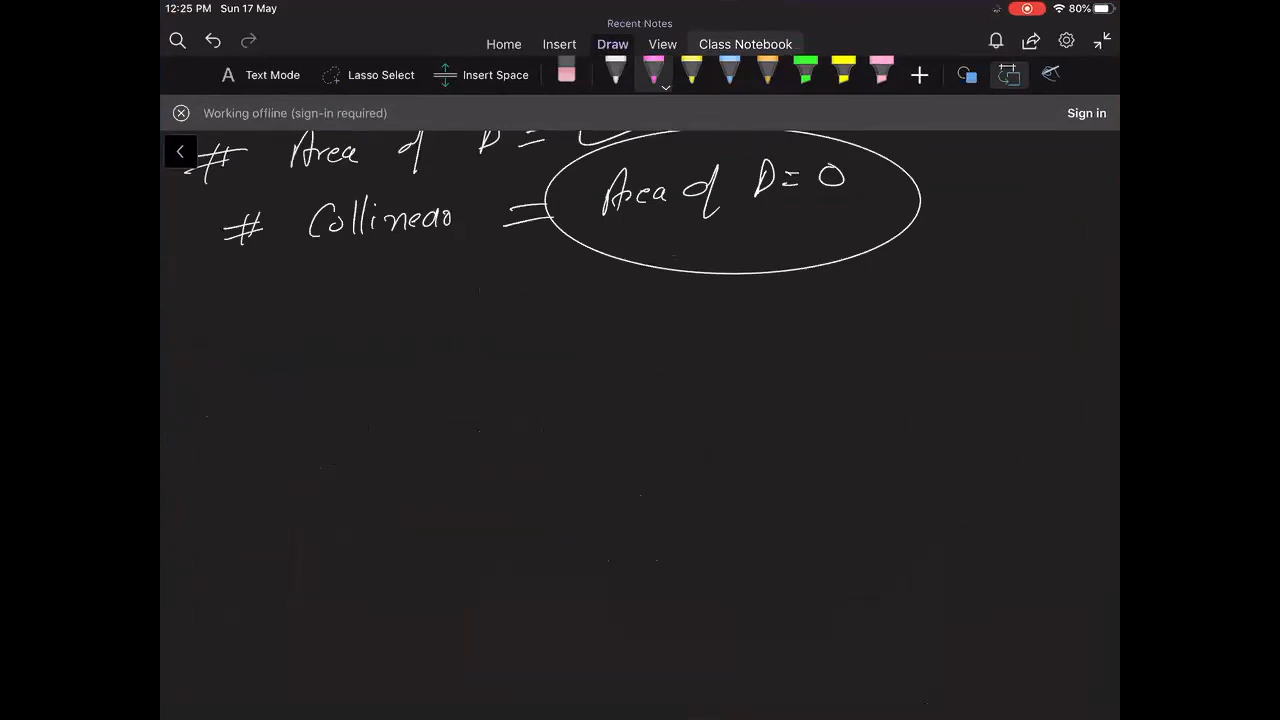 12:25 PM Sun 17 May
80%
Recent Notes
Home Insert Draw View Class Notebook
A Text Mode Lasso Select Insert Space
Working offline (sign-in required) Sign in
# Area of D =
# Collinear = Area of D = 0